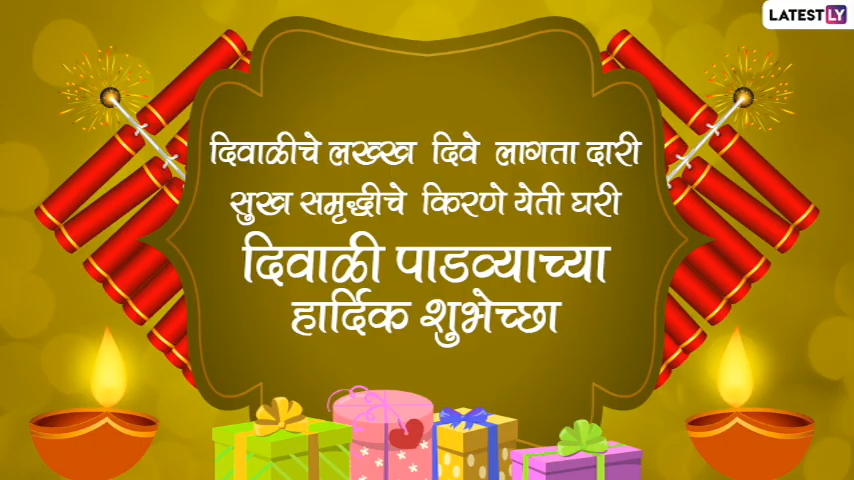 LATESTLY
दिवाळीचे लख्ख दिवे लागता दारी
सुख समृद्धीचे किरणे येती घरी
दिवाळी पाडव्याच्या
हार्दिक शुभेच्छा